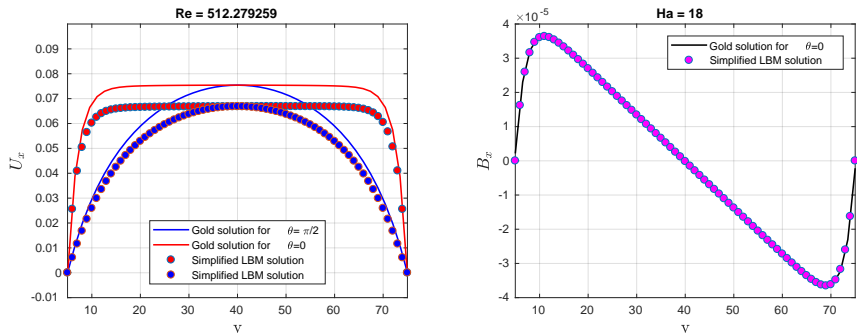 Re = 512.279259
0.09
0.08
0.07
0.06
0.05
0.04
0.03
0.02
0.01
0
-0.01
U_x
10 20 30 40 50 60 70
v
Gold solution for θ= π/2
Gold solution for θ=0
Simplified LBM solution
Simplified LBM solution
Ha = 18
×10^-5
4
3
2
1
0
-1
-2
-3
-4
B_x
10 20 30 40 50 60 70
v
Gold solution for θ=0
Simplified LBM solution